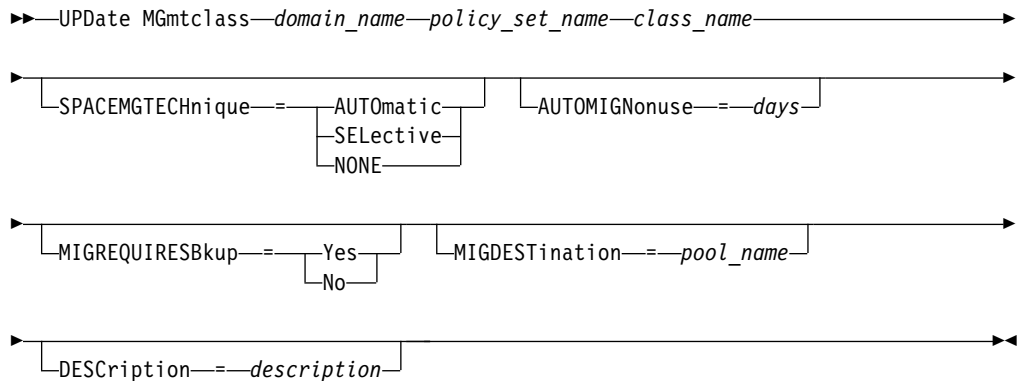 UPDate MGmtclass domain_name policy_set_name class_name
SPACEMGTECHnique = AUTOmatic AUTOMIGNonuse = days
SELective
NONE
MIGREQUIRESBkup = Yes MIGDESTination = pool_name
No
DESCription = description